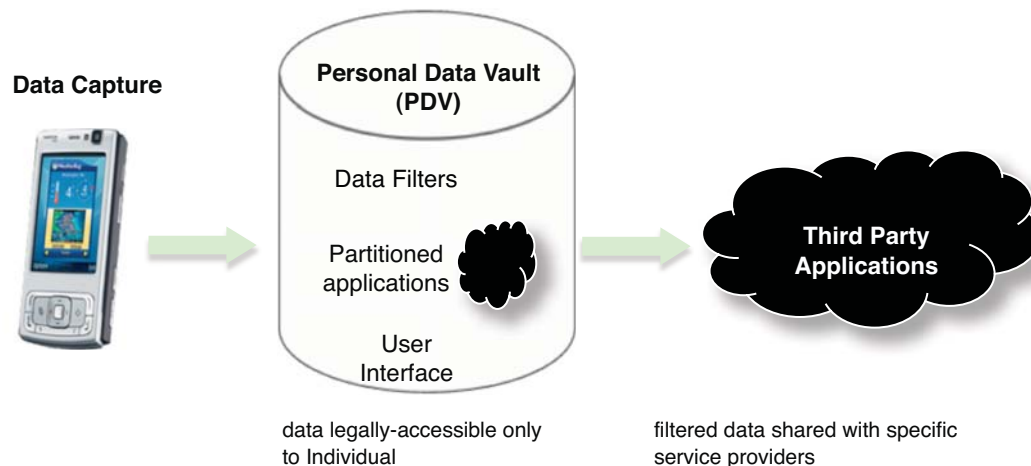 Data Capture
Personal Data Vault
(PDV)
Data Filters
Partitioned
applications
User
Interface
Third Party
Applications
data legally-accessible only
to Individual
filtered data shared with specific
service providers